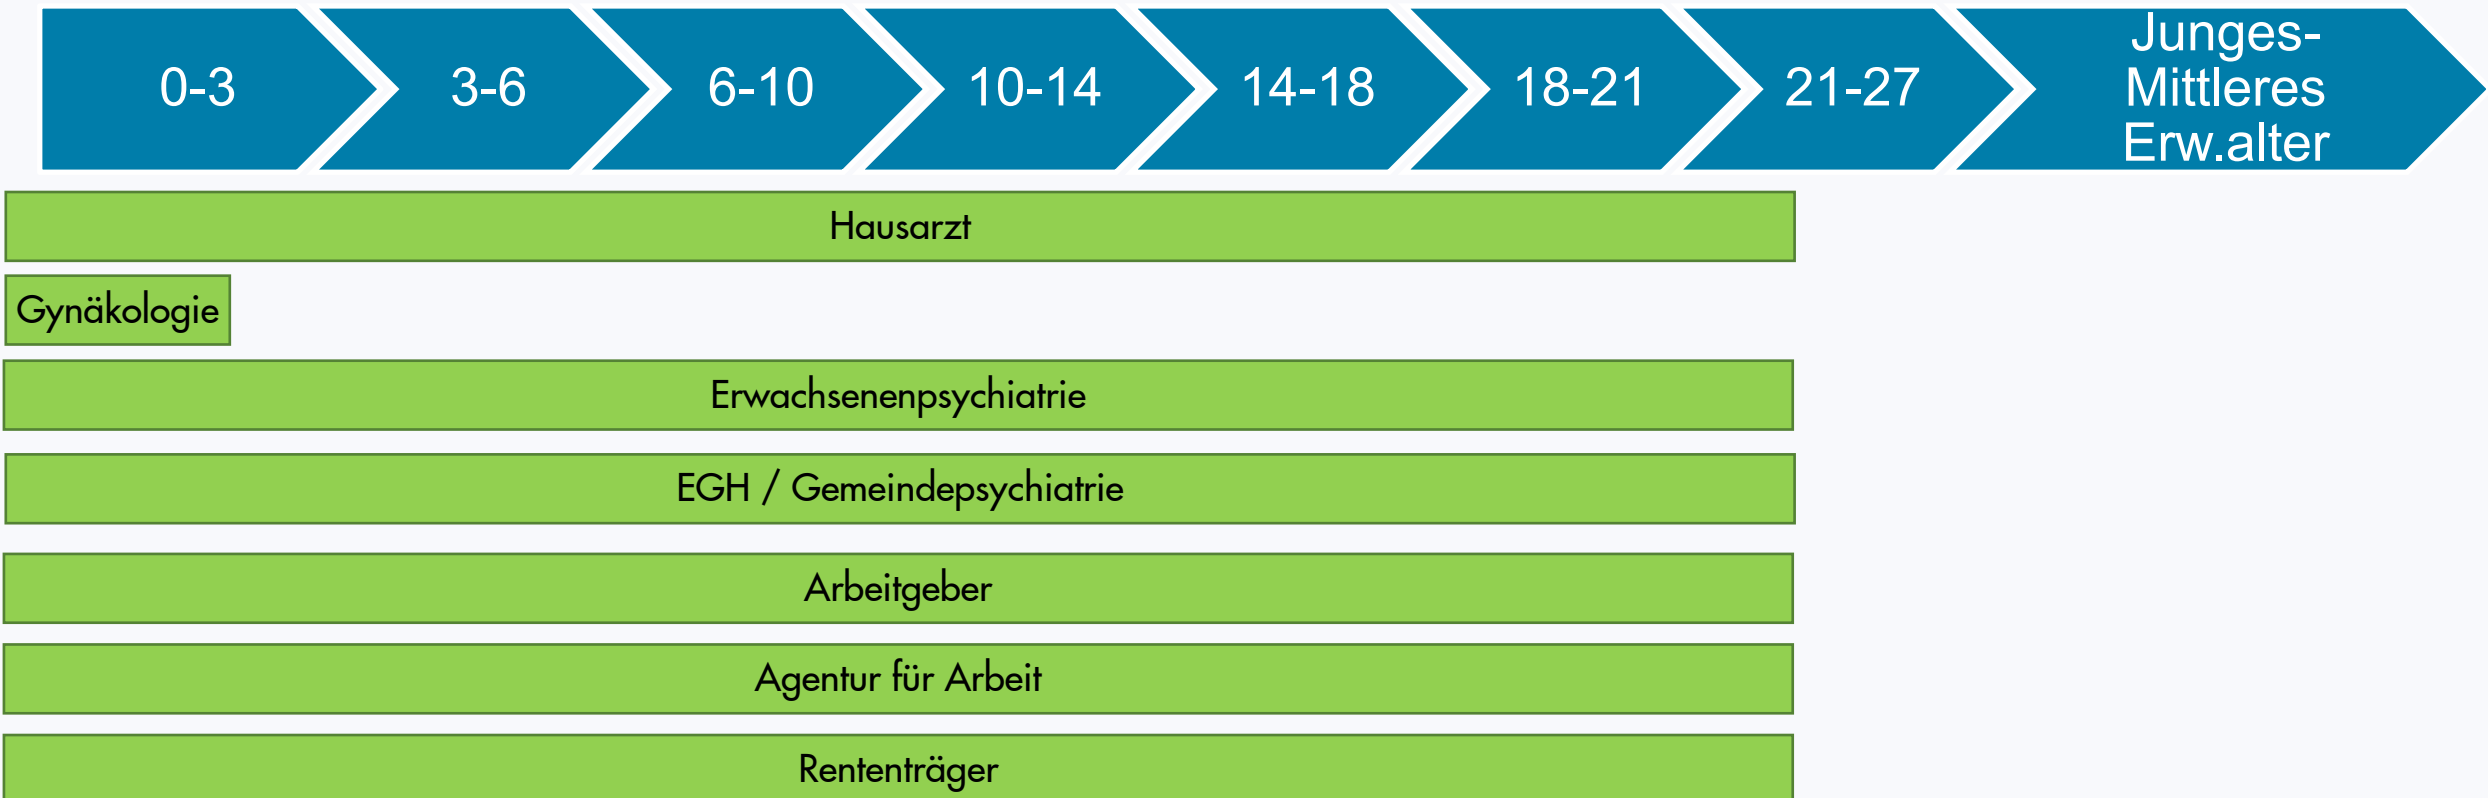 0-3
3-6
6-10
10-14
14-18
18-21
21-27
Junges-
Mittleres
Erw.alter
Hausarzt
Gynäkologie
Erwachsenenpsychiatrie
EGH / Gemeindepsychiatrie
Arbeitgeber
Agentur für Arbeit
Rententräger